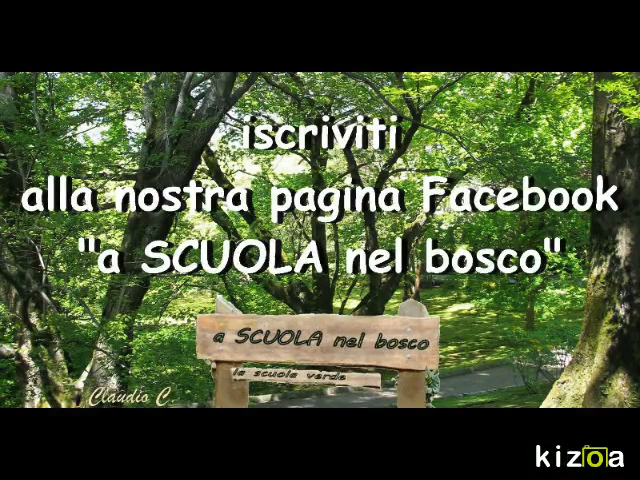 iscriviti
alla nostra pagina Facebook
"a SCUOLA nel bosco"
a SCUOLA nel bosco
la scuola verde
Claudio C.
kizoa